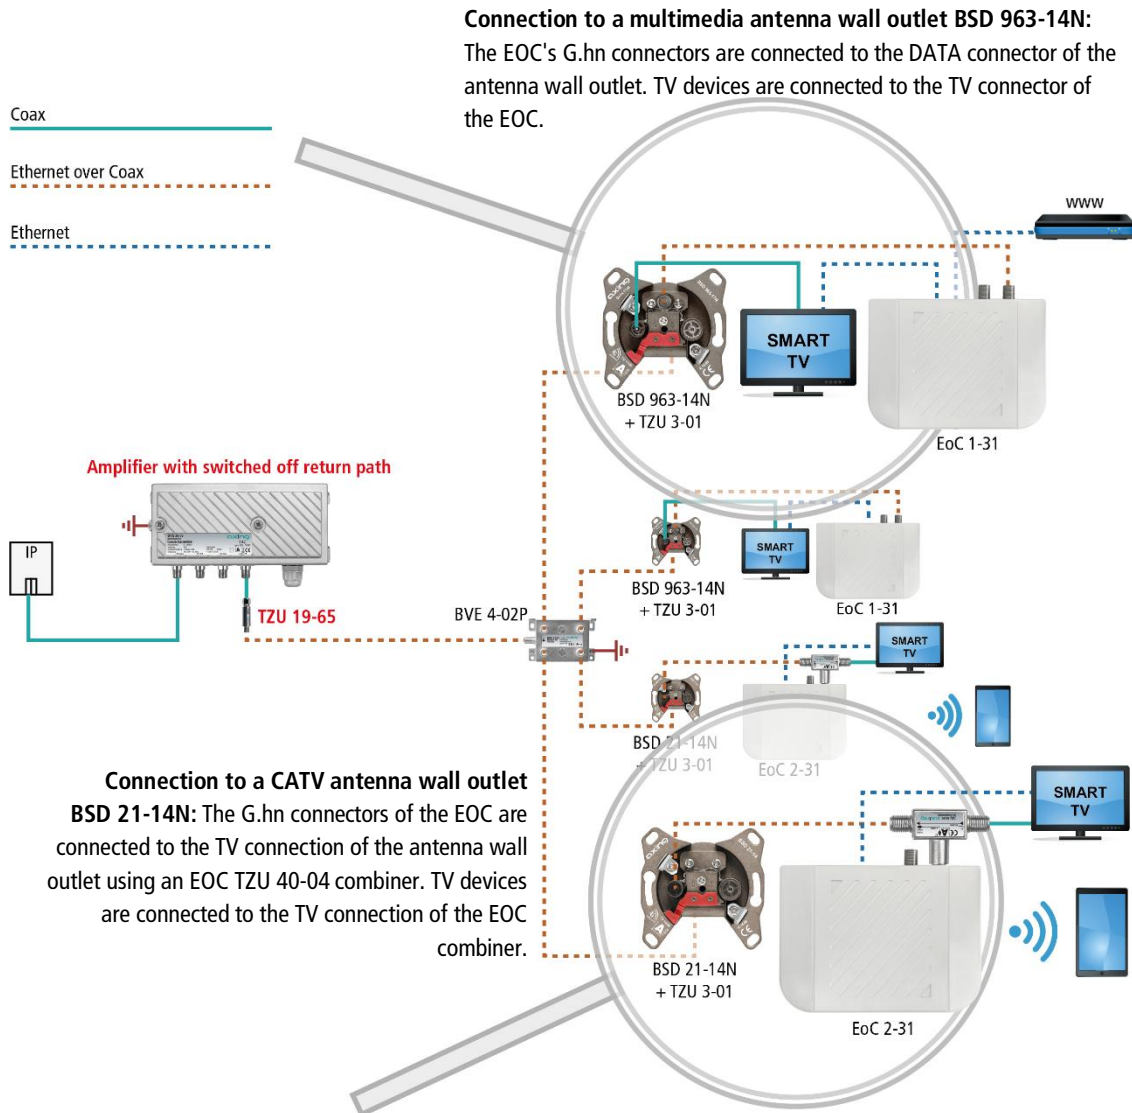 Connection to a multimedia antenna wall outlet BSD 963-14N:
The EOC's G.hn connectors are connected to the DATA connector of the
antenna wall outlet. TV devices are connected to the TV connector of
the EOC.
Coax
Ethernet over Coax
Ethernet
www
SMART
TV
BSD 963-14N
+ TZU 3-01
EoC 1-31
Amplifier with switched off return path
axing
IP
TZU 19-65
BVE 4-02P
SMART
TV
BSD 963-14N
+ TZU 3-01
EoC 1-31
SMART
TV
BSD 21-14N
+ TZU 3-01
EoC 2-31
Connection to a CATV antenna wall outlet
BSD 21-14N: The G.hn connectors of the EOC are
connected to the TV connection of the antenna wall
outlet using an EOC TZU 40-04 combiner. TV devices
are connected to the TV connection of the EOC
combiner.
SMART
TV
BSD 21-14N
+ TZU 3-01
EoC 2-31